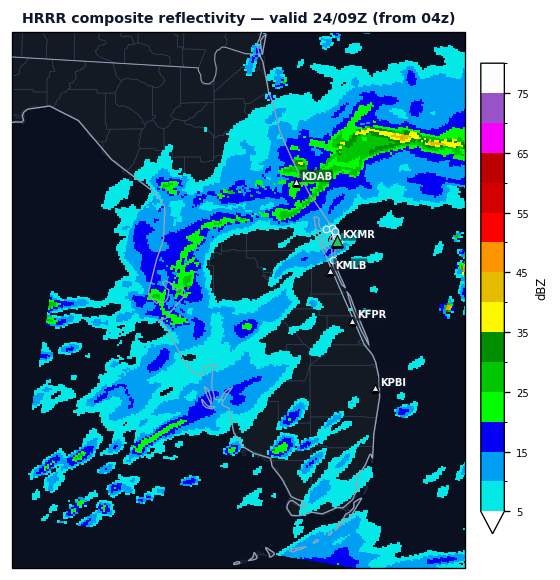 HRRR composite reflectivity — valid 24/09Z (from 04z)
75
65
55
45
35
25
15
5
dBZ
KDAB
KXMR
KMLB
KFPR
KPBI